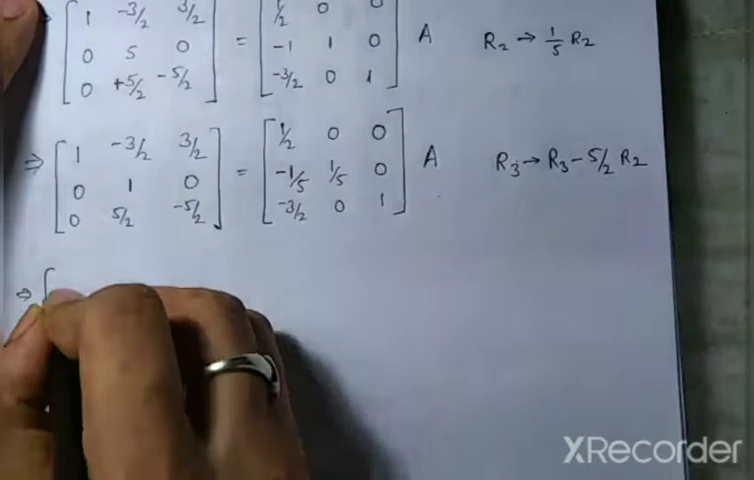 1 -3/2 3/2 1/2 0 0
0 5 0 = -1 1 0 A R₂ → 1/5 R₂
0 +5/2 -5/2 -3/2 0 1
⇒ 1 -3/2 3/2 1/2 0 0
0 1 0 = -1/5 1/5 0 A R₃ → R₃ - 5/2 R₂
0 5/2 -5/2 -3/2 0 1
⇒ [
XRecorder